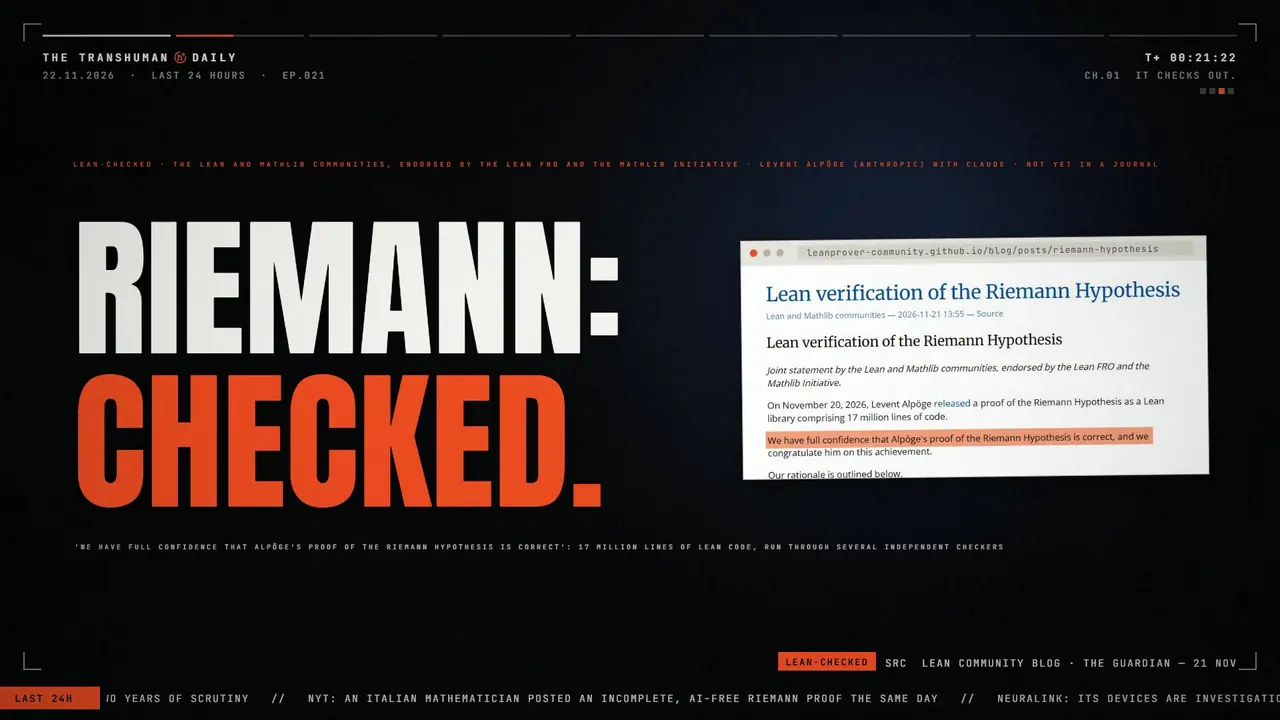 THE TRANSHUMAN h+ DAILY
22.11.2026 · LAST 24 HOURS · EP.021
T+ 00:21:22
CH.01 IT CHECKS OUT.
LEAN-CHECKED · THE LEAN AND MATHLIB COMMUNITIES, ENDORSED BY THE LEAN FRO AND THE MATHLIB INITIATIVE · LEVENT ALPÖGE (ANTHROPIC) WITH CLAUDE · NOT YET IN A JOURNAL
RIEMANN:
CHECKED.
leanprover-community.github.io/blog/posts/riemann-hypothesis
Lean verification of the Riemann Hypothesis
Lean and Mathlib communities — 2026-11-21 13:55 — Source
Lean verification of the Riemann Hypothesis
Joint statement by the Lean and Mathlib communities, endorsed by the Lean FRO and the
Mathlib Initiative.
On November 20, 2026, Levent Alpöge released a proof of the Riemann Hypothesis as a Lean
library comprising 17 million lines of code.
We have full confidence that Alpöge's proof of the Riemann Hypothesis is correct, and we
congratulate him on this achievement.
Our rationale is outlined below.
'WE HAVE FULL CONFIDENCE THAT ALPÖGE'S PROOF OF THE RIEMANN HYPOTHESIS IS CORRECT': 17 MILLION LINES OF LEAN CODE, RUN THROUGH SEVERAL INDEPENDENT CHECKERS
LEAN-CHECKED SRC LEAN COMMUNITY BLOG · THE GUARDIAN — 21 NOV
LAST 24H YEARS OF SCRUTINY // NYT: AN ITALIAN MATHEMATICIAN POSTED AN INCOMPLETE, AI-FREE RIEMANN PROOF THE SAME DAY // NEURALINK: ITS DEVICES ARE